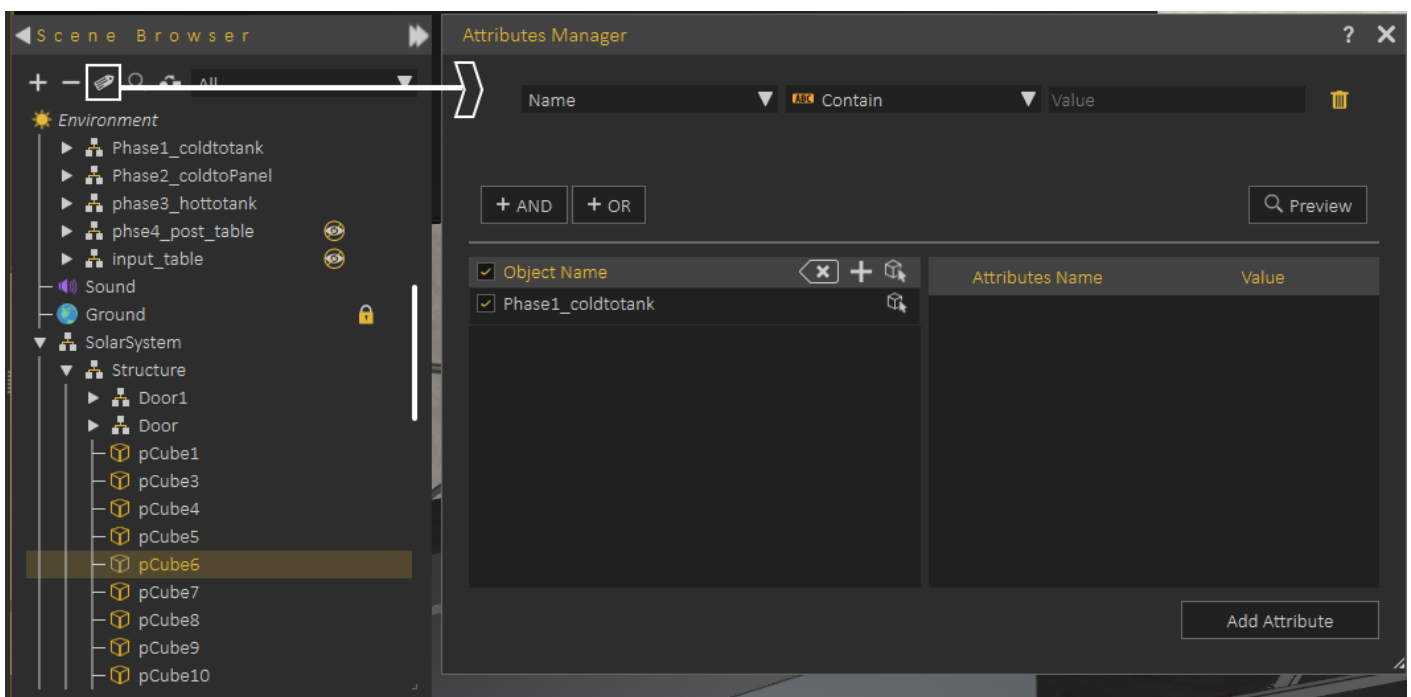 Scene Browser
All
Environment
Phase1_coldtotank
Phase2_coldtoPanel
phase3_hottotank
phse4_post_table
input_table
Sound
Ground
SolarSystem
Structure
Door1
Door
pCube1
pCube3
pCube4
pCube5
pCube6
pCube7
pCube8
pCube9
pCube10
Attributes Manager ?
Name ABC Contain Value
+ AND + OR Preview
Object Name
Phase1_coldtotank
Attributes Name Value
Add Attribute